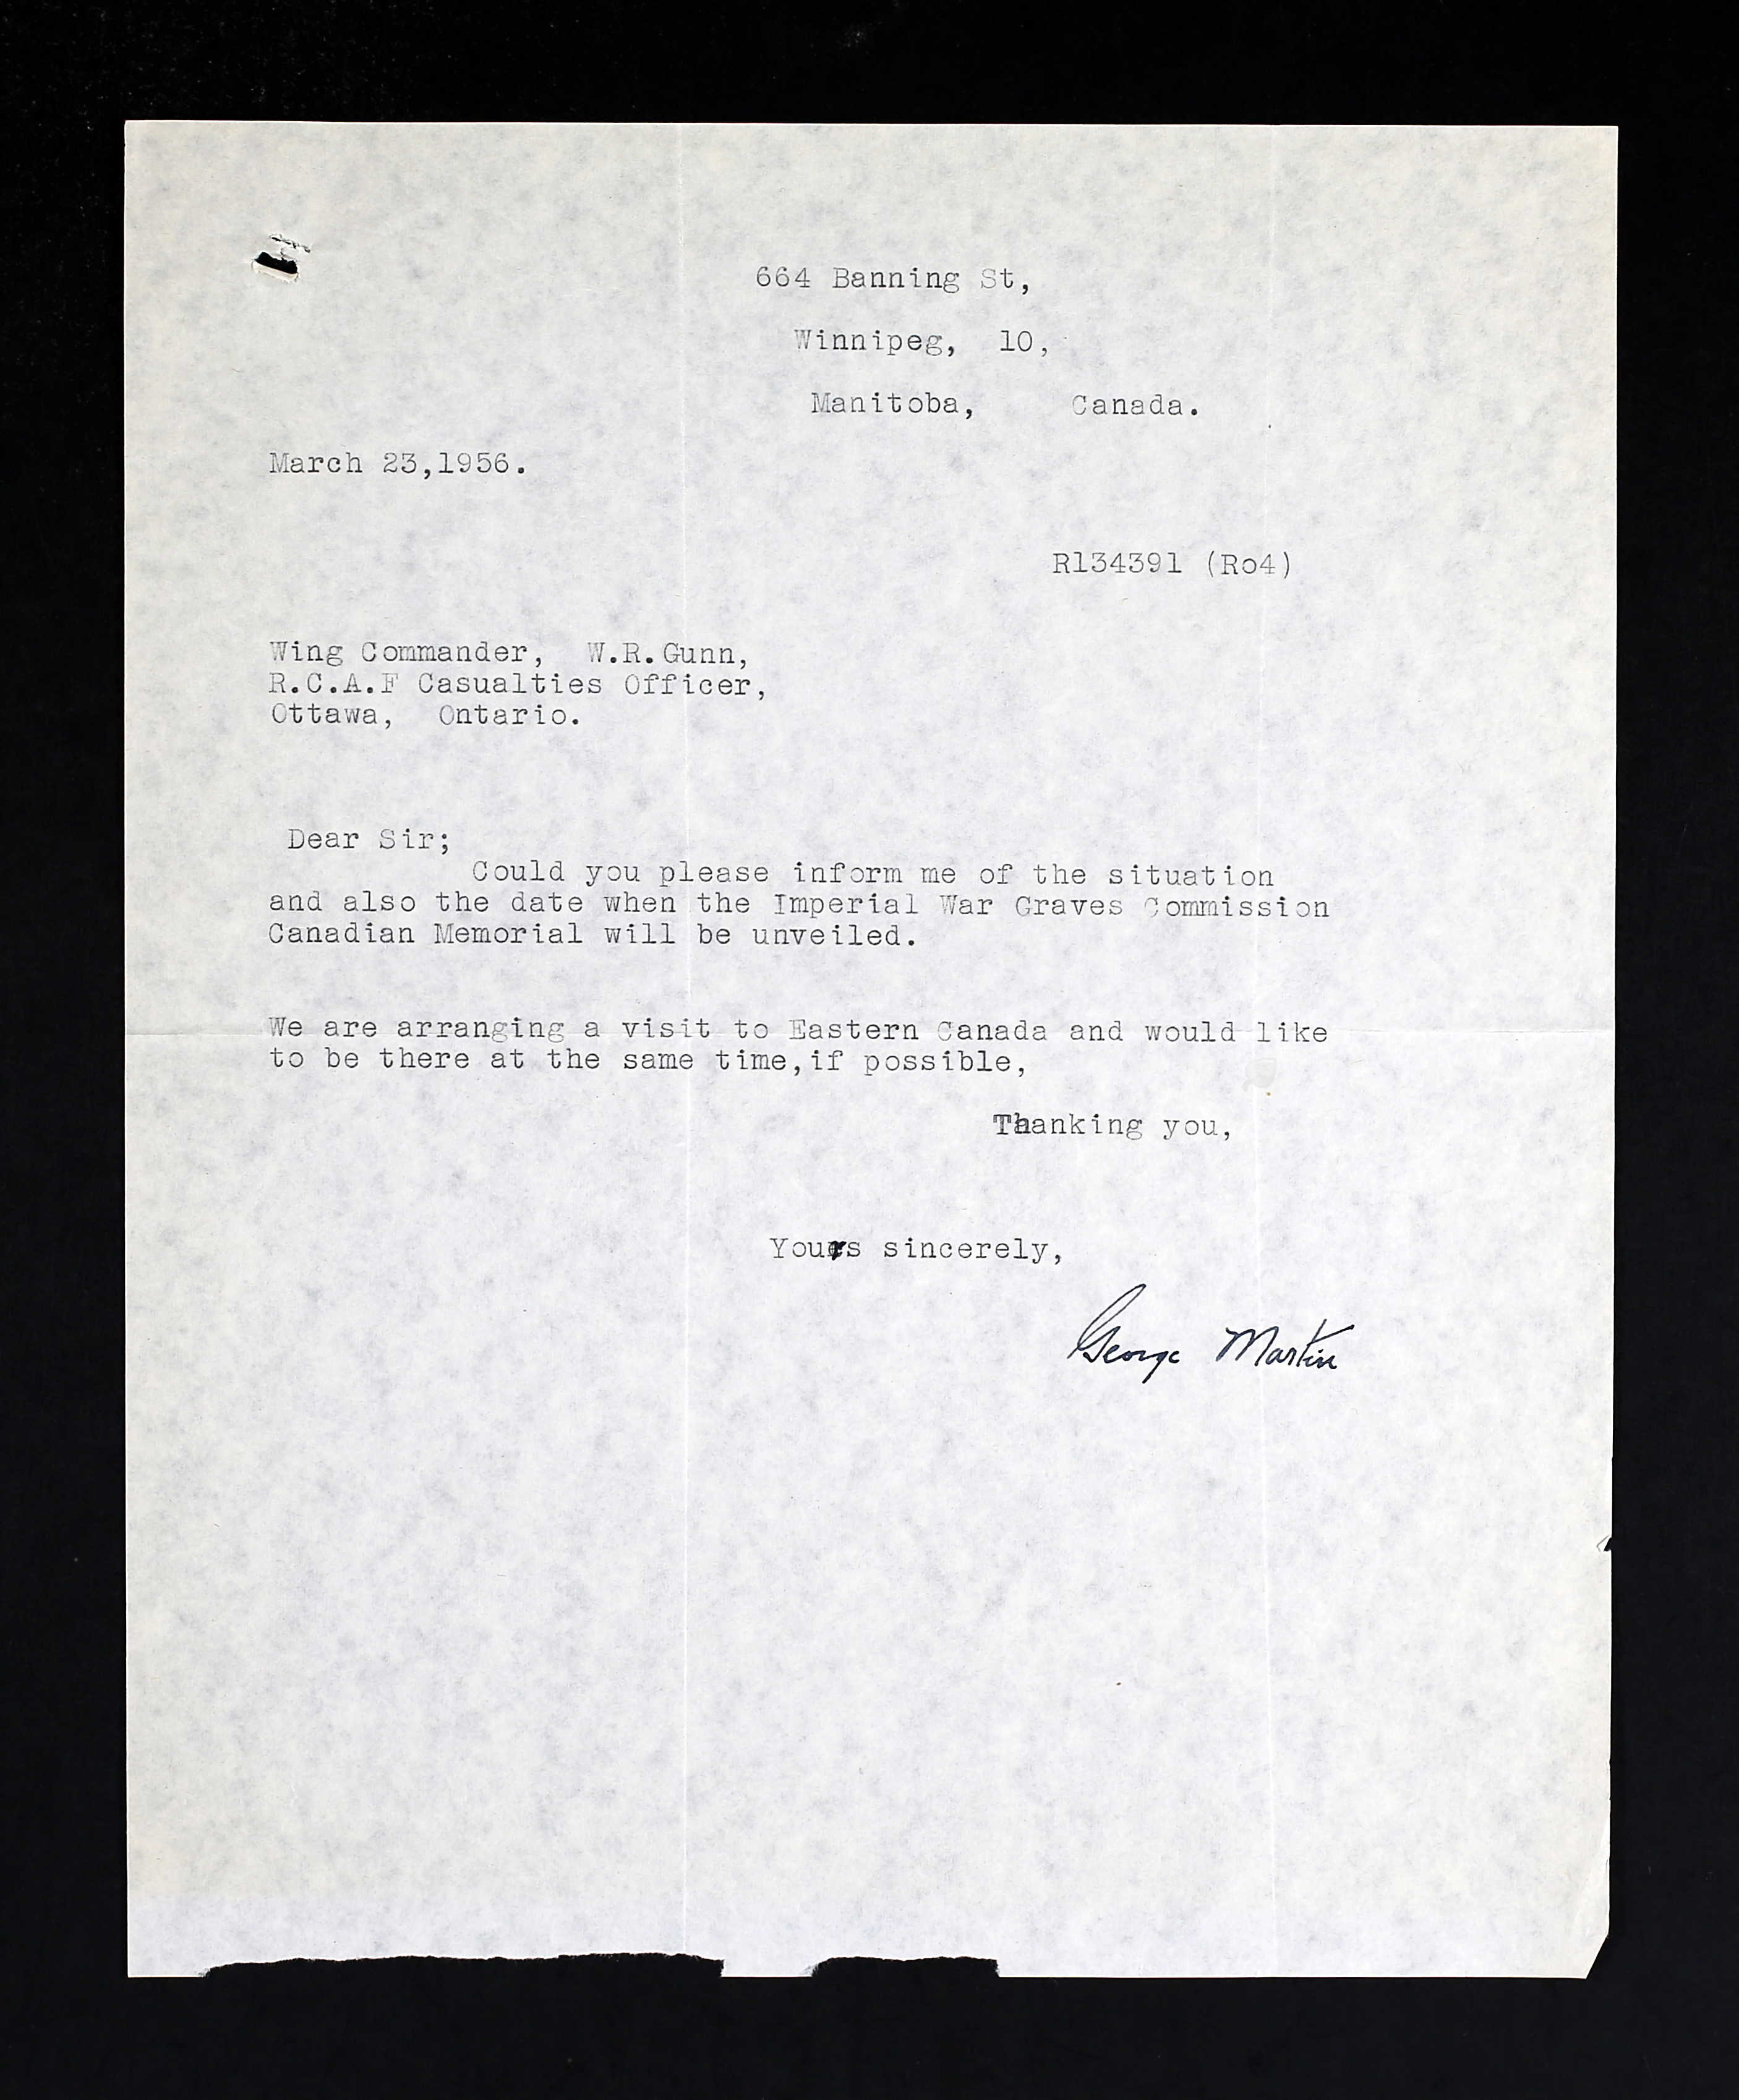 664 Banning St,
Winnipeg, 10,
Manitoba, Canada.
March 23,1956.
R134391 (Ro4)
Wing Commander, W.R.Gunn,
R.C.A.F Casualties Officer,
Ottawa, Ontario.
Dear Sir;
Could you please inform me of the situation
and also the date when the Imperial War Graves Commission
Canadian Memorial will be unveiled.
We are arranging a visit to Eastern Canada and would like
to be there at the same time,if possible,
Thanking you,
Yours sincerely,
George Martin